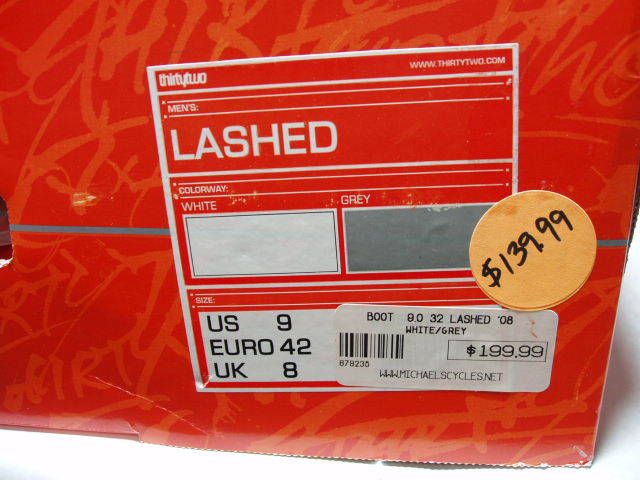 thirtytwo
WWW.THIRTYTWO.COM
MEN'S:
LASHED
COLORWAY:
WHITE
GREY
$139.99
SIZE:
US 9
EURO 42
UK 8
BOOT 9.0 32 LASHED '08
WHITE/GREY
$199.99
878235
WWW.MICHAELSCYCLES.NET